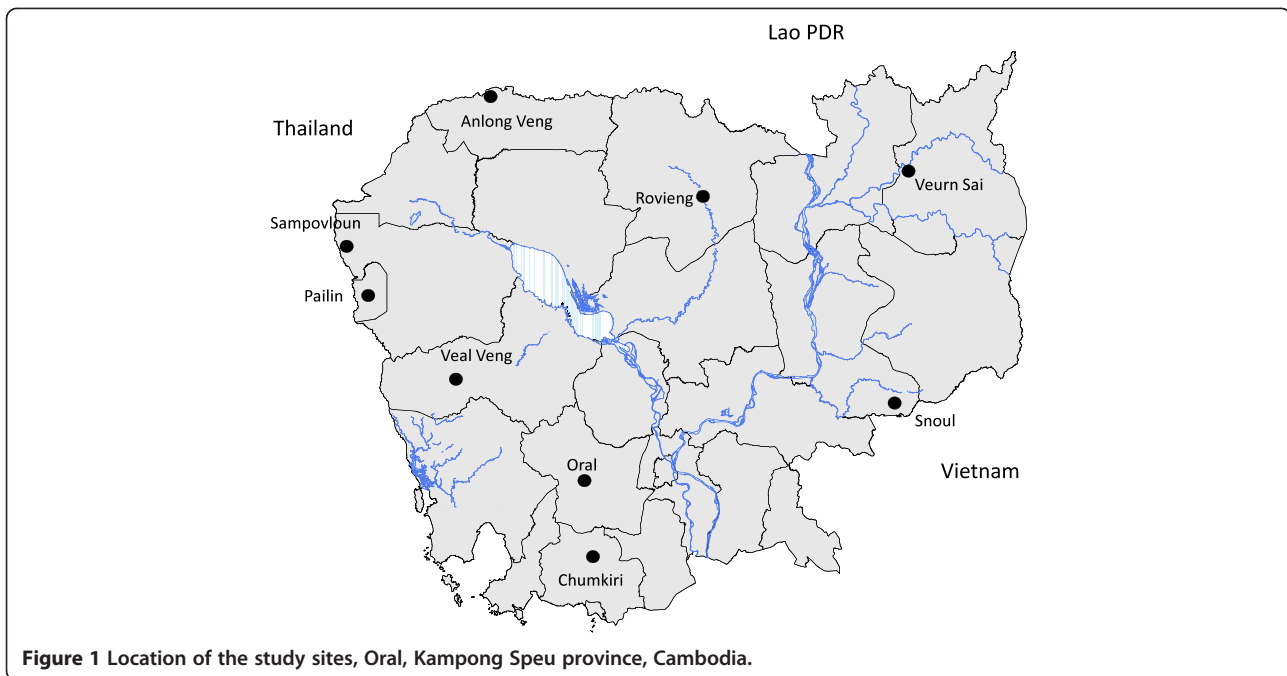 Lao PDR
Thailand
Anlong Veng
Veurn Sai
Rovieng
Sampovloun
Pailin
Veal Veng
Snoul
Oral
Vietnam
Chumkiri
Figure 1 Location of the study sites, Oral, Kampong Speu province, Cambodia.